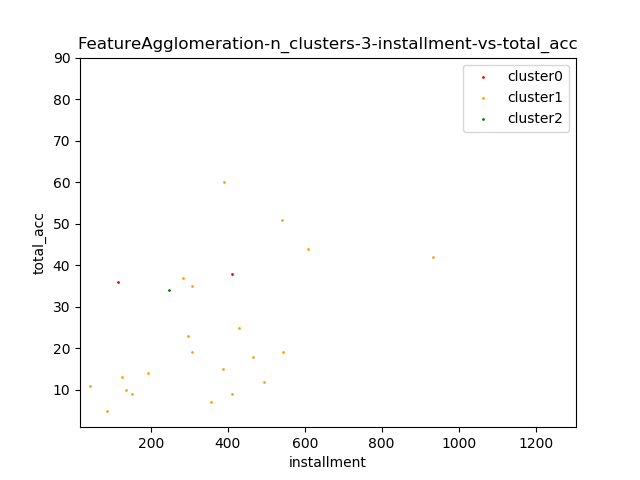 FeatureAgglomeration-n_clusters-3-installment-vs-total_acc
90
80
70
60
50
40
30
20
10
total_acc
cluster0
cluster1
cluster2
200 400 600 800 1000 1200
installment